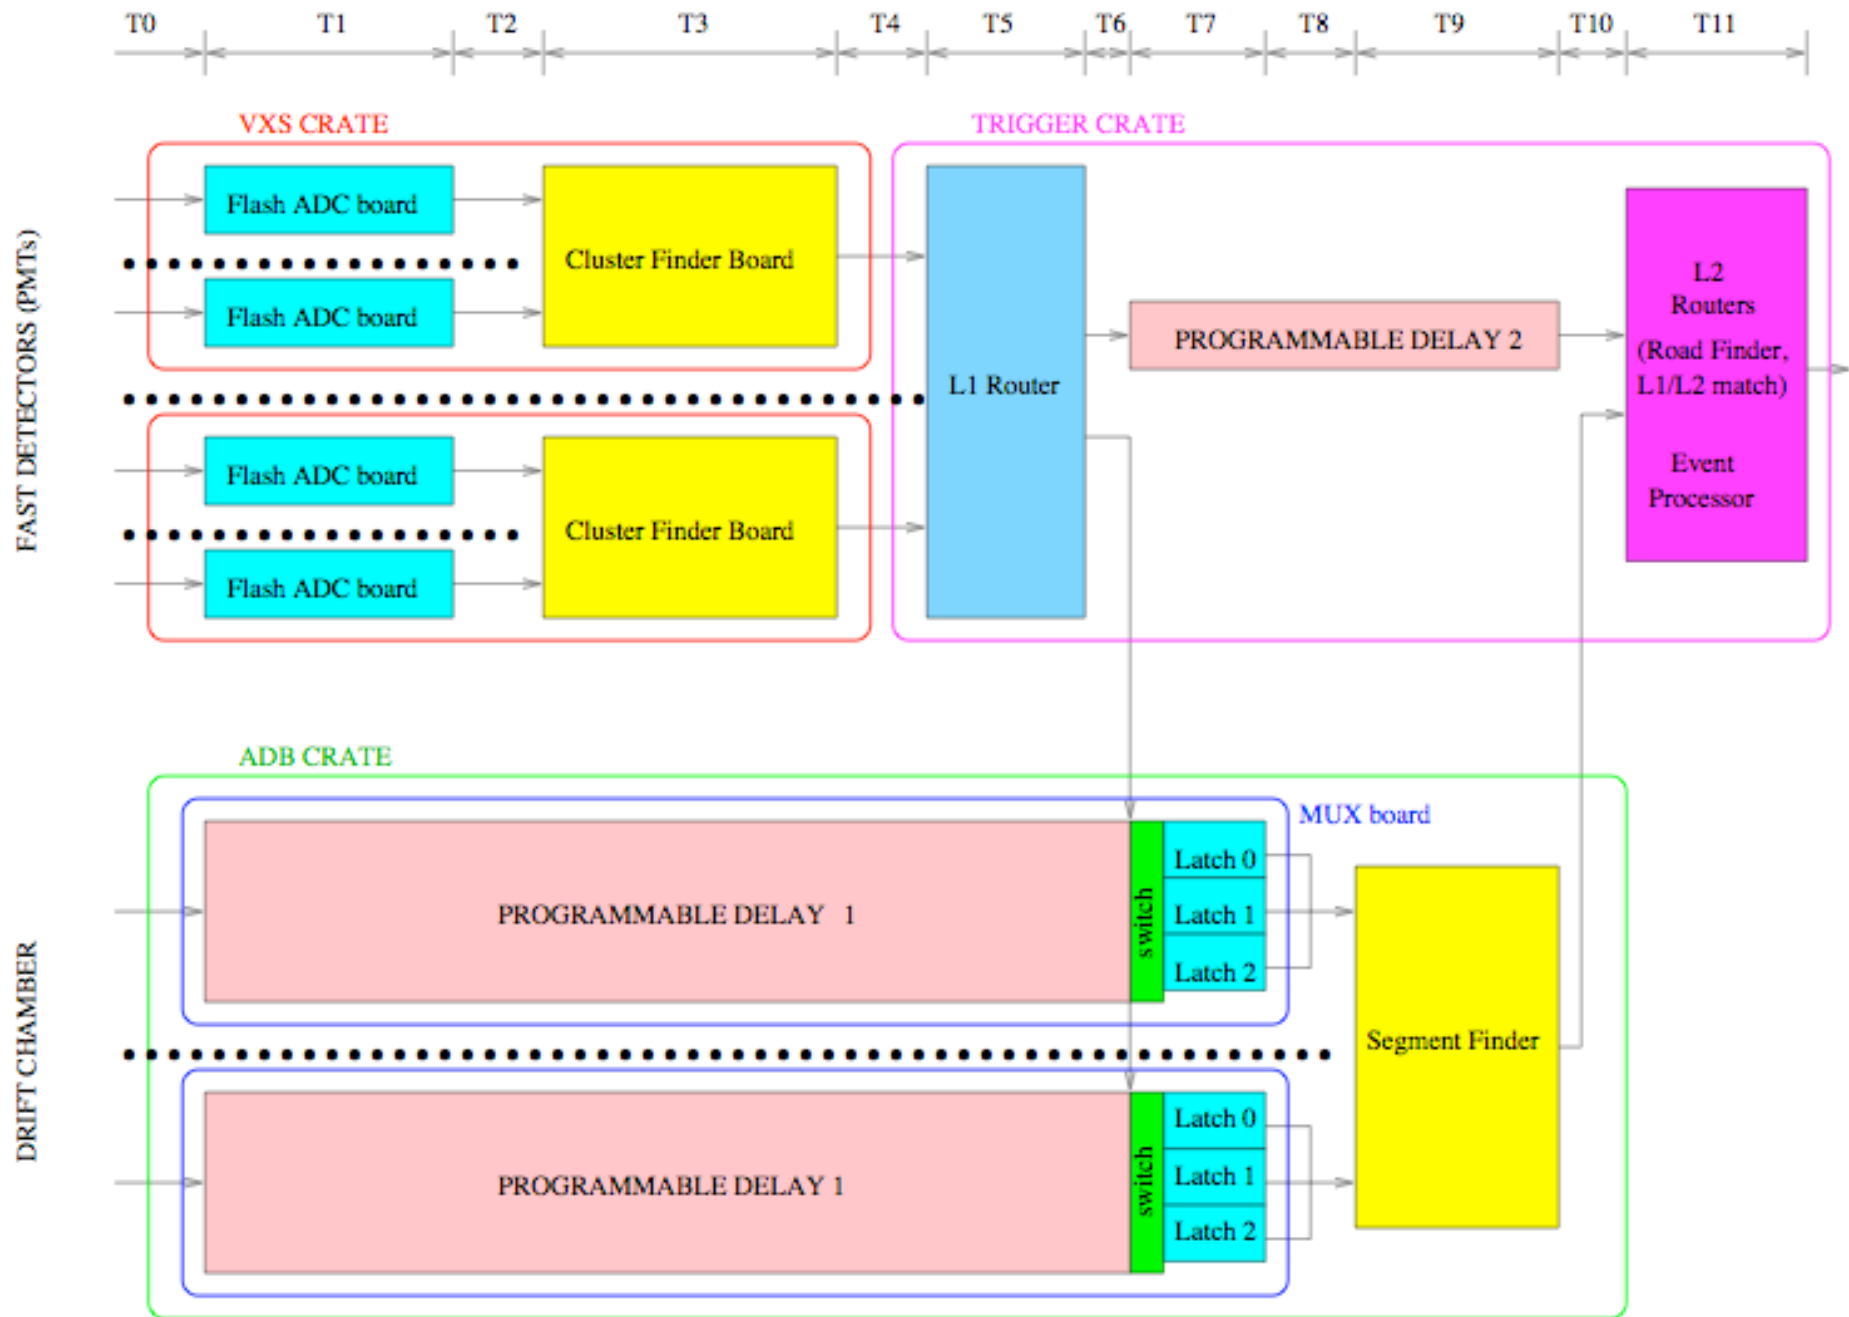 T0 T1 T2 T3 T4 T5 T6 T7 T8 T9 T10 T11
VXS CRATE
TRIGGER CRATE
FAST DETECTORS (PMTs)
Flash ADC board
Flash ADC board
Cluster Finder Board
Flash ADC board
Flash ADC board
Cluster Finder Board
L1 Router
PROGRAMMABLE DELAY 2
L2
Routers
(Road Finder,
L1/L2 match)
Event
Processor
ADB CRATE
MUX board
DRIFT CHAMBER
PROGRAMMABLE DELAY 1
switch
Latch 0
Latch 1
Latch 2
Segment Finder
PROGRAMMABLE DELAY 1
switch
Latch 0
Latch 1
Latch 2